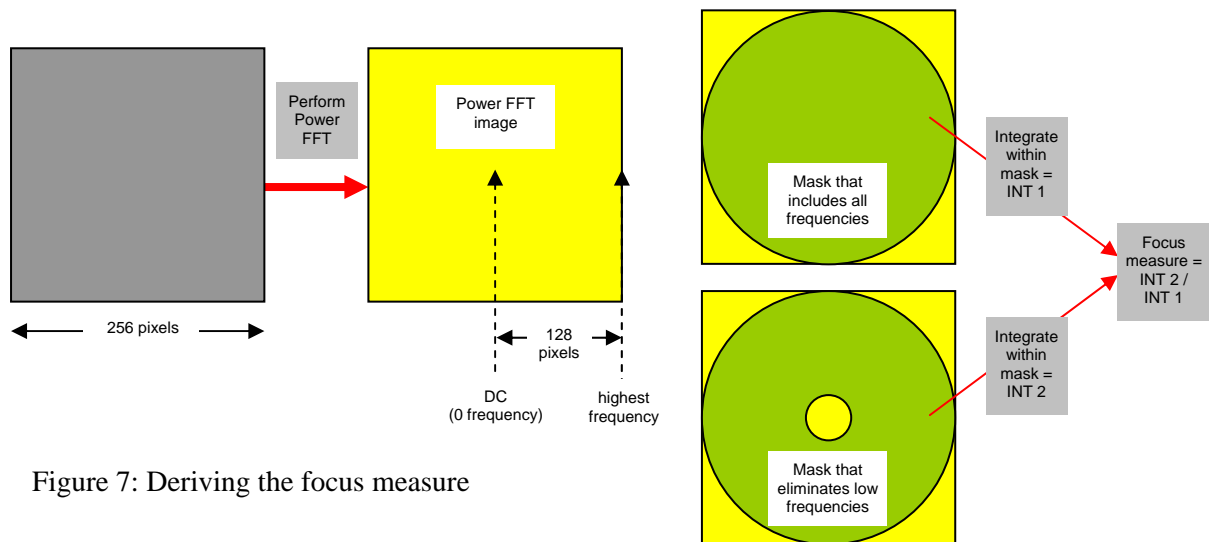 Perform
Power
FFT
Power FFT
image
256 pixels
128
pixels
DC
(0 frequency)
highest
frequency
Mask that
includes all
frequencies
Integrate
within
mask =
INT 1
Focus
measure =
INT 2 /
INT 1
Integrate
within
mask =
INT 2
Mask that
eliminates low
frequencies
Figure 7: Deriving the focus measure